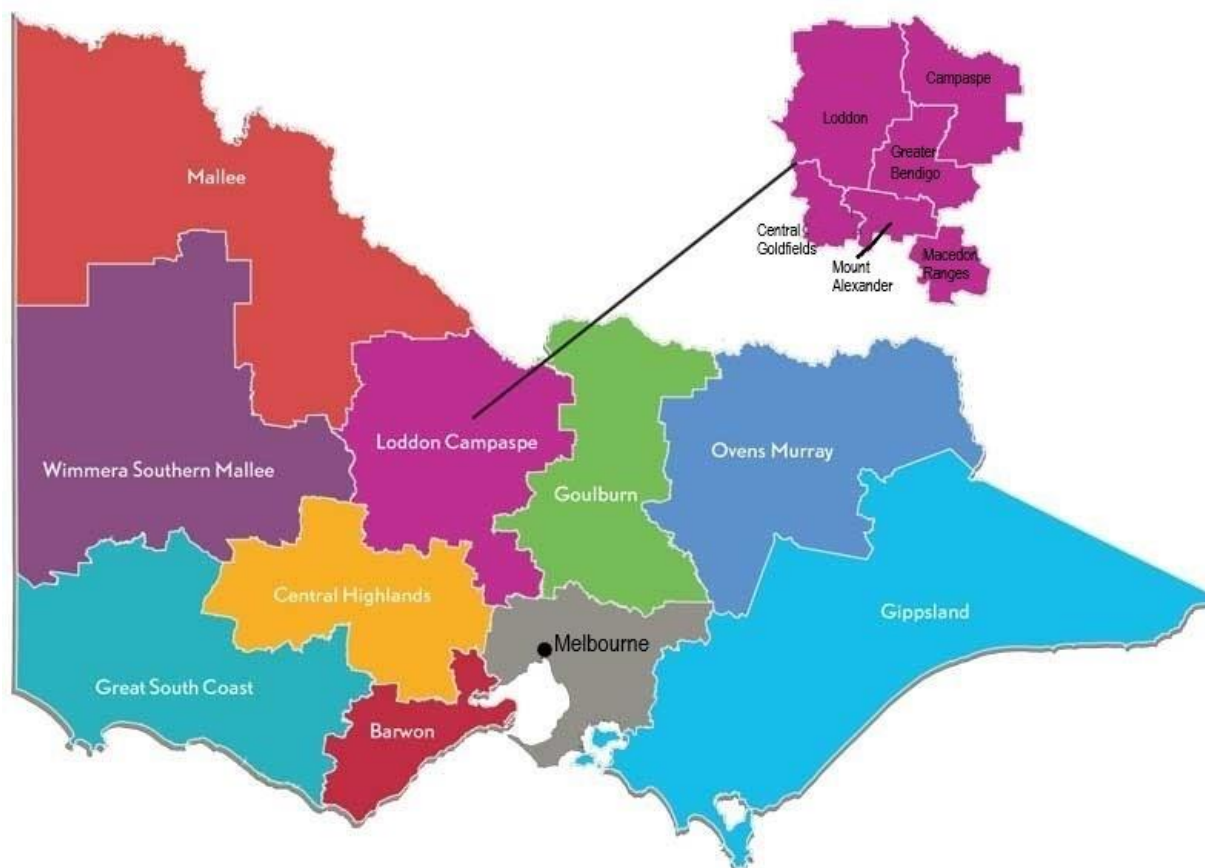 Campaspe
Loddon
Greater
Bendigo
Central
Goldfields
Mount
Alexander
Macedon
Ranges
Mallee
Wimmera Southern Mallee
Loddon Campaspe
Goulburn
Ovens Murray
Central Highlands
Gippsland
Melbourne
Great South Coast
Barwon